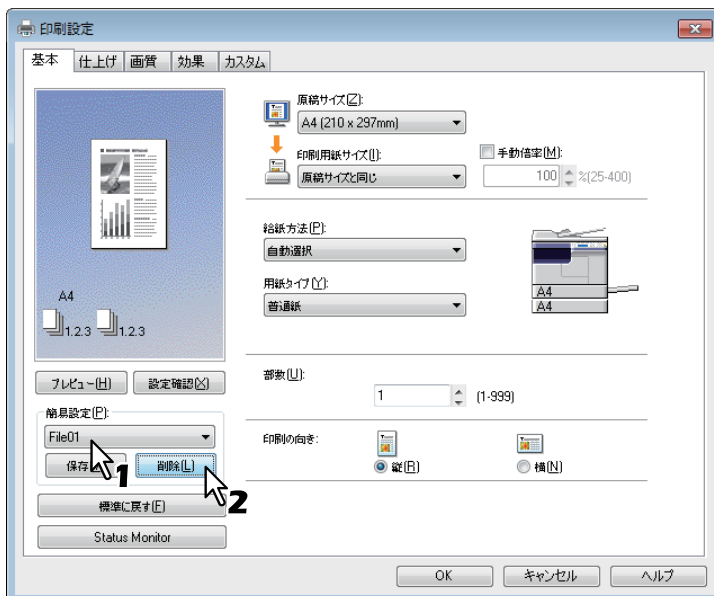 印刷設定
基本 仕上げ 画質 効果 カスタム
原稿サイズ(Z):
A4 (210 x 297mm)
印刷用紙サイズ(I):
原稿サイズと同じ
手動倍率(M):
100 %(25-400)
給紙方法(P):
自動選択
用紙タイプ(Y):
普通紙
A4
A4
A4
1.2.3 1.2.3
プレビュー(H) 設定確認(X)
簡易設定(P):
File01
保存 削除(L)
1
2
標準に戻す(F)
Status Monitor
部数(U):
1 (1-999)
印刷の向き:
縦(R) 横(N)
OK キャンセル ヘルプ